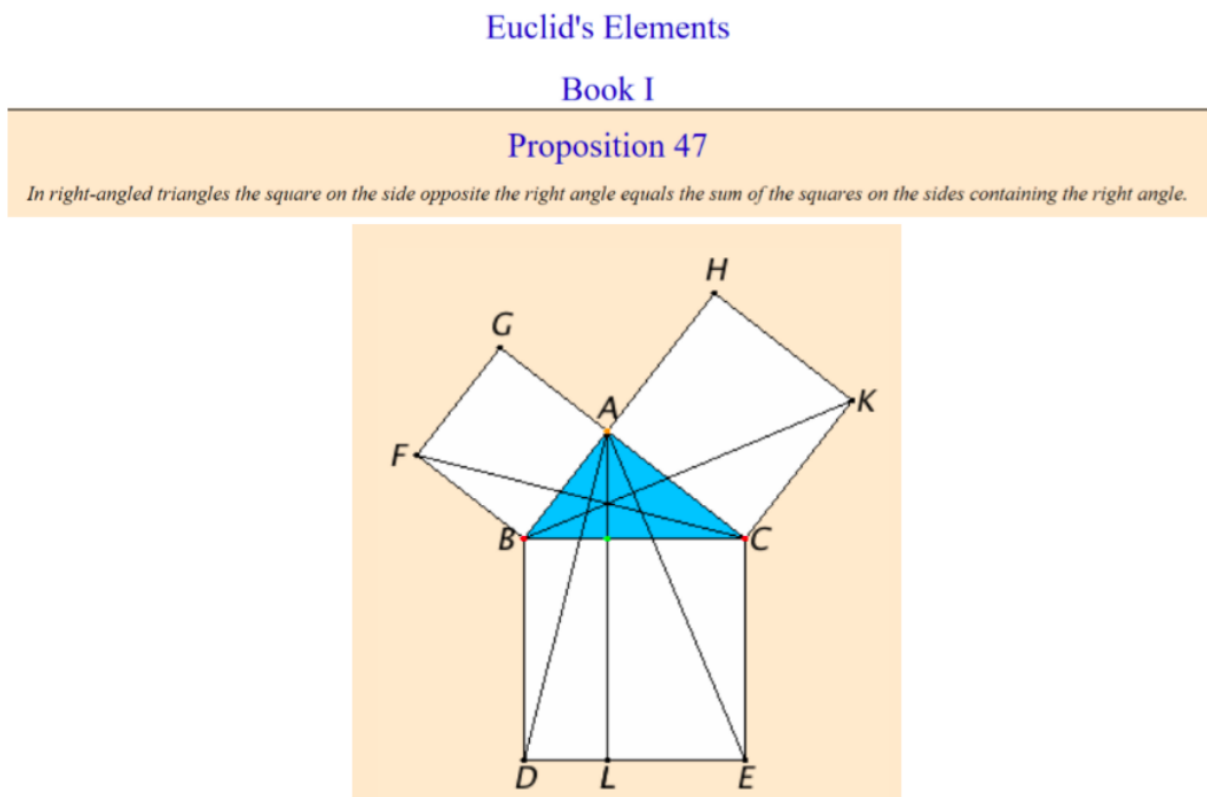 Euclid's Elements
Book I
Proposition 47
In right-angled triangles the square on the side opposite the right angle equals the sum of the squares on the sides containing the right angle.
H
G
A
K
F
B
C
D
L
E